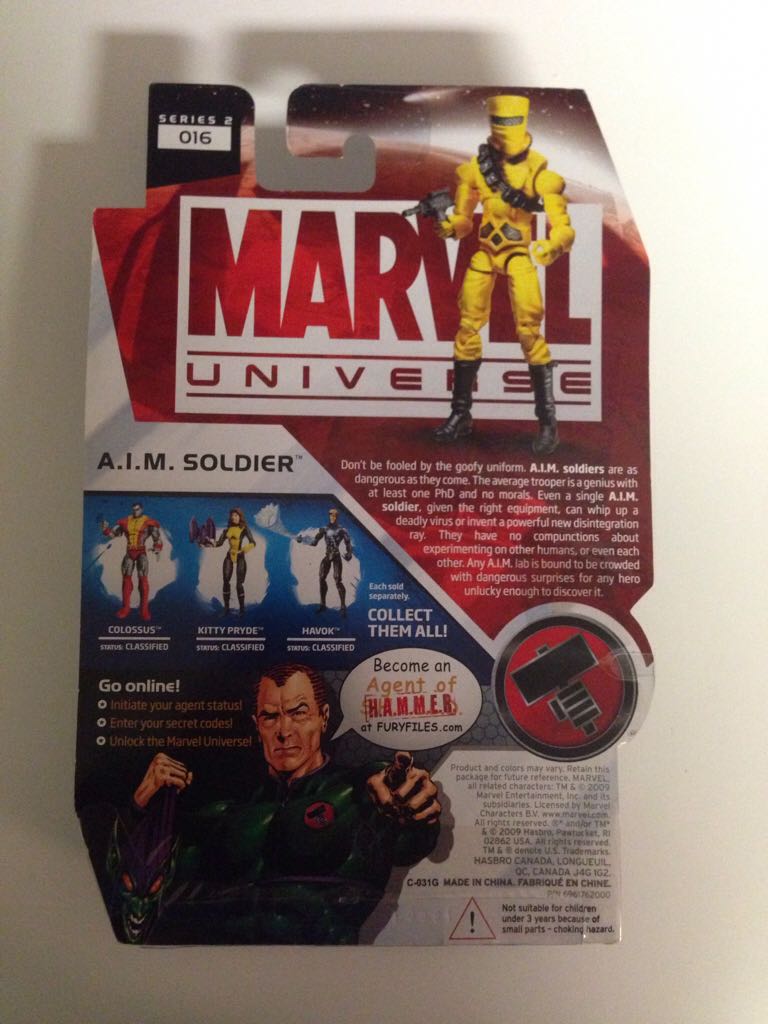 SERIES 2
016
MARVEL
UNIVERSE
A.I.M. SOLDIER™
Don't be fooled by the goofy uniform. A.I.M. soldiers are as
dangerous as they come. The average trooper is a genius with
at least one PhD and no morals. Even a single A.I.M.
soldier, given the right equipment, can whip up a
deadly virus or invent a powerful new disintegration
ray. They have no compunctions about
experimenting on other humans, or even each
other. Any A.I.M. lab is bound to be crowded
with dangerous surprises for any hero
unlucky enough to discover it.
COLOSSUS™
STATUS: CLASSIFIED
KITTY PRYDE™
STATUS: CLASSIFIED
HAVOK™
STATUS: CLASSIFIED
Each sold
separately.
COLLECT
THEM ALL!
Go online!
Initiate your agent status!
Enter your secret codes!
Unlock the Marvel Universe!
Become an
Agent of
H.A.M.M.E.R.
at FURYFILES.com
Product and colors may vary. Retain this
package for future reference. MARVEL,
all related characters: TM & © 2009
Marvel Entertainment, Inc. and its
subsidiaries. Licensed by Marvel
Characters B.V. www.marvel.com.
All rights reserved. ®* and/or TM*
& © 2009 Hasbro, Pawtucket, RI
02862 USA. All rights reserved.
TM & ® denote U.S. Trademarks.
HASBRO CANADA, LONGUEUIL,
QC, CANADA J4G 1G2.
C-031G MADE IN CHINA. FABRIQUÉ EN CHINE.
P/N 6961762000
Not suitable for children
under 3 years because of
small parts - choking hazard.